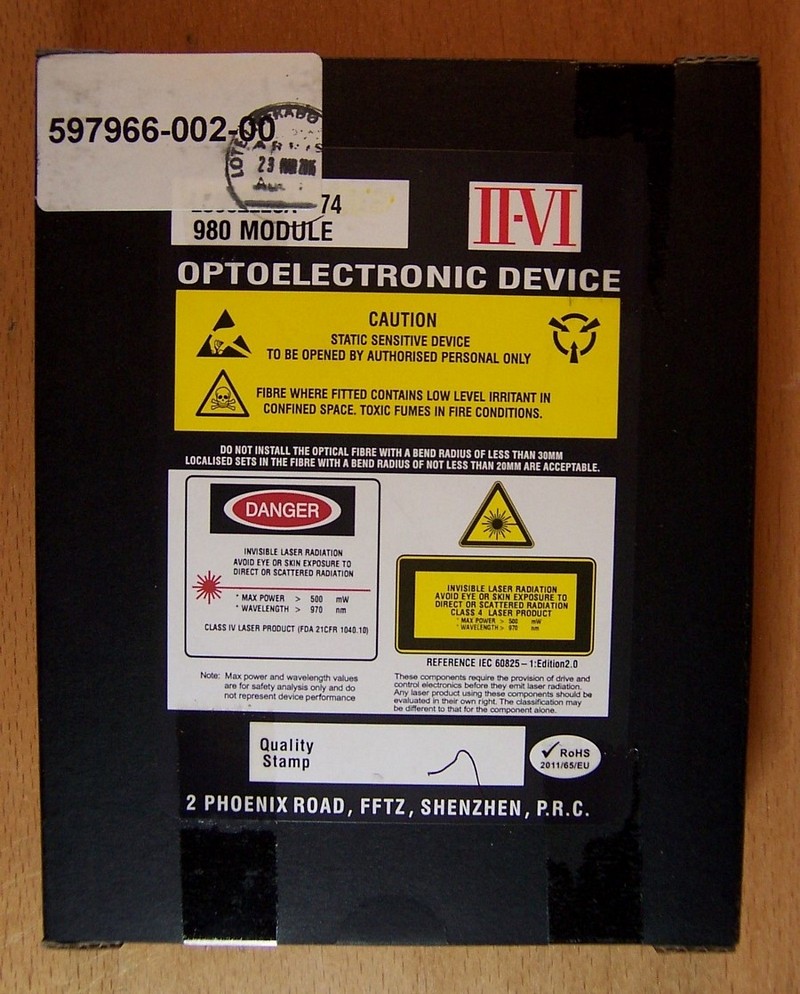 597966-002-00
74
980 MODULE
II-VI
OPTOELECTRONIC DEVICE
CAUTION
STATIC SENSITIVE DEVICE
TO BE OPENED BY AUTHORISED PERSONAL ONLY
FIBRE WHERE FITTED CONTAINS LOW LEVEL IRRITANT IN
CONFINED SPACE. TOXIC FUMES IN FIRE CONDITIONS.
DO NOT INSTALL THE OPTICAL FIBRE WITH A BEND RADIUS OF LESS THAN 30MM
LOCALISED SETS IN THE FIBRE WITH A BEND RADIUS OF NOT LESS THAN 20MM ARE ACCEPTABLE.
DANGER
INVISIBLE LASER RADIATION
AVOID EYE OR SKIN EXPOSURE TO
DIRECT OR SCATTERED RADIATION
* MAX POWER > 500 mW
* WAVELENGTH > 970 nm
CLASS IV LASER PRODUCT (FDA 21CFR 1040.10)
Note: Max power and wavelength values
are for safety analysis only and do
not represent device performance
INVISIBLE LASER RADIATION
AVOID EYE OR SKIN EXPOSURE TO
DIRECT OR SCATTERED RADIATION
CLASS 4 LASER PRODUCT
* MAX POWER > 500 mW
* WAVELENGTH > 970 nm
REFERENCE IEC 60825-1:Edition2.0
These components require the provision of drive and
control electronics before they emit laser radiation.
Any laser product using these components should be
evaluated in their own right. The classification may
be different to that for the component alone.
Quality
Stamp
RoHS
2011/65/EU
2 PHOENIX ROAD, FFTZ, SHENZHEN, P.R.C.